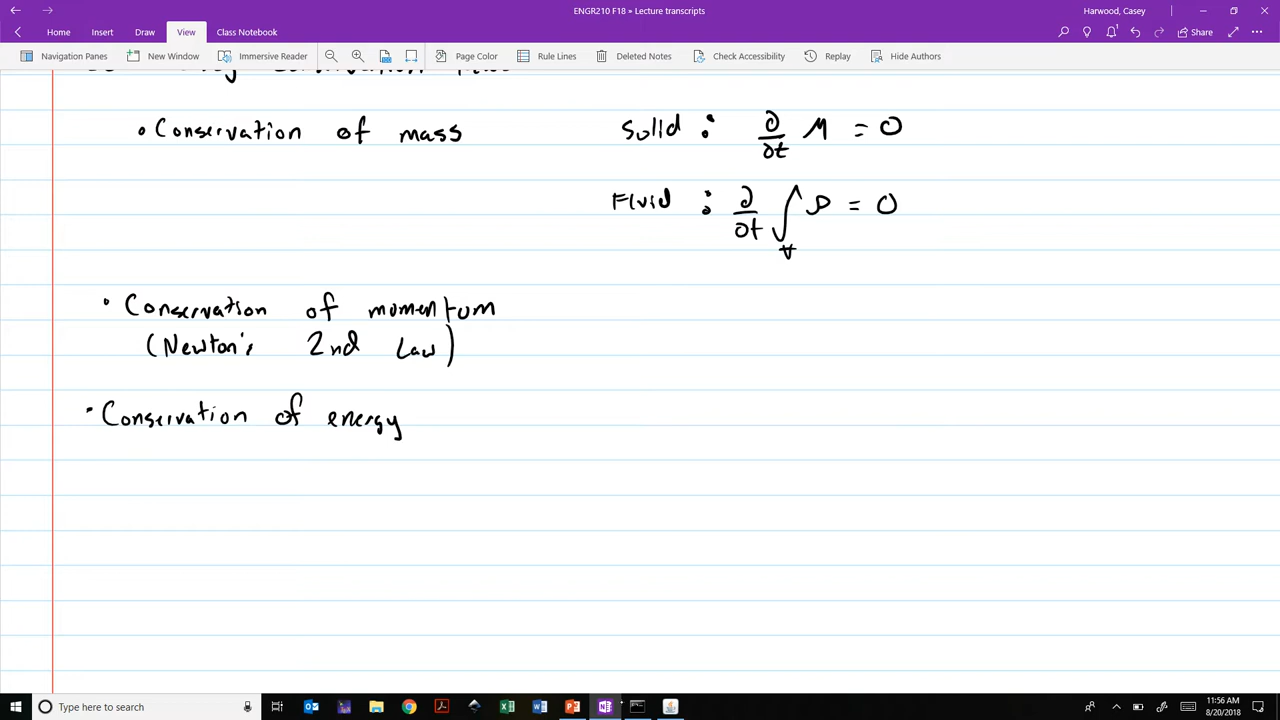 ENGR210 F18 » Lecture transcripts
Harwood, Casey
Home Insert Draw View Class Notebook
Share
Navigation Panes New Window Immersive Reader Page Color Rule Lines Deleted Notes Check Accessibility Replay Hide Authors
• Conservation of mass
Solid : ∂/∂t M = 0
Fluid : ∂/∂t ∫_V ρ = 0
• Conservation of momentum
(Newton's 2nd Law)
• Conservation of energy
Type here to search
11:56 AM
8/20/2018